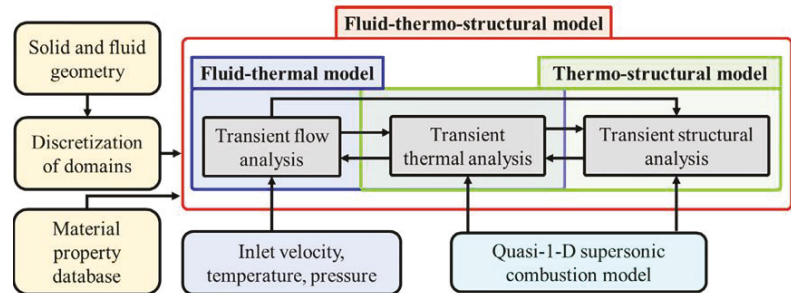 Fluid-thermo-structural model
Solid and fluid
geometry
Fluid-thermal model
Thermo-structural model
Discretization
of domains
Transient flow
analysis
Transient
thermal analysis
Transient structural
analysis
Material
property
database
Inlet velocity,
temperature, pressure
Quasi-1-D supersonic
combustion model